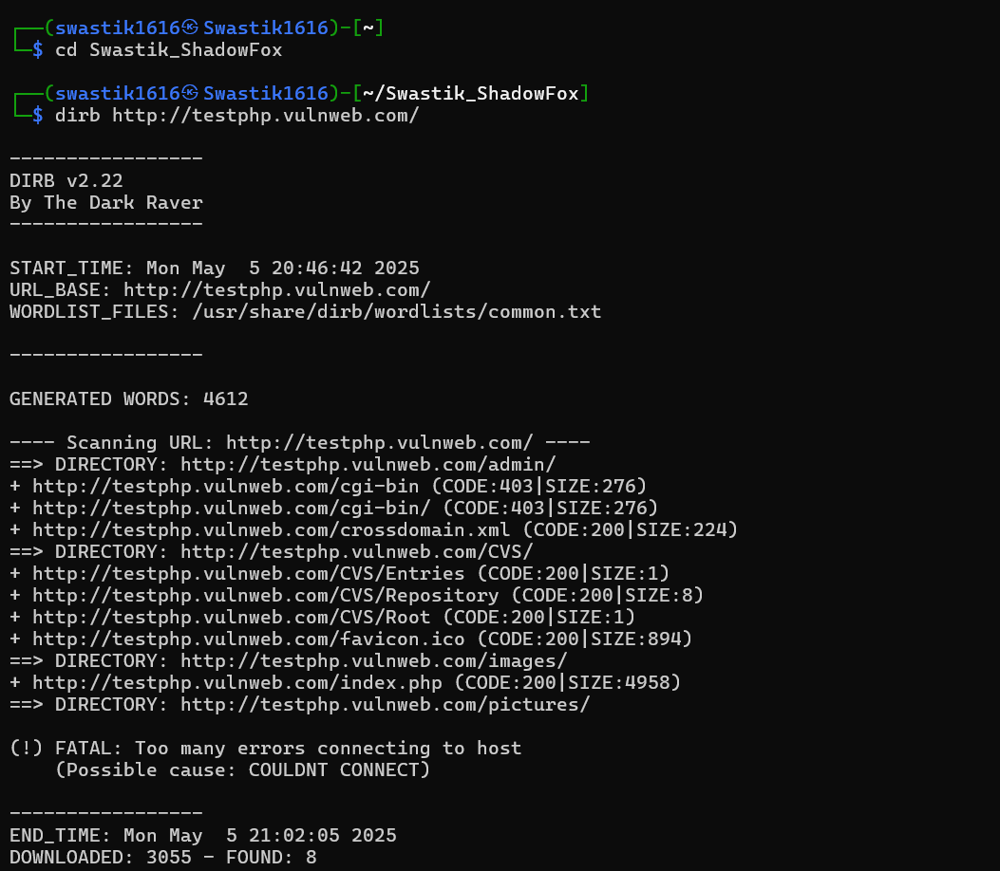 ┌──(swastik1616㉿Swastik1616)-[~]
└─$ cd Swastik_ShadowFox
┌──(swastik1616㉿Swastik1616)-[~/Swastik_ShadowFox]
└─$ dirb http://testphp.vulnweb.com/
-----------------
DIRB v2.22
By The Dark Raver
-----------------
START_TIME: Mon May  5 20:46:42 2025
URL_BASE: http://testphp.vulnweb.com/
WORDLIST_FILES: /usr/share/dirb/wordlists/common.txt
-----------------
GENERATED WORDS: 4612
---- Scanning URL: http://testphp.vulnweb.com/ ----
==> DIRECTORY: http://testphp.vulnweb.com/admin/
+ http://testphp.vulnweb.com/cgi-bin (CODE:403|SIZE:276)
+ http://testphp.vulnweb.com/cgi-bin/ (CODE:403|SIZE:276)
+ http://testphp.vulnweb.com/crossdomain.xml (CODE:200|SIZE:224)
==> DIRECTORY: http://testphp.vulnweb.com/CVS/
+ http://testphp.vulnweb.com/CVS/Entries (CODE:200|SIZE:1)
+ http://testphp.vulnweb.com/CVS/Repository (CODE:200|SIZE:8)
+ http://testphp.vulnweb.com/CVS/Root (CODE:200|SIZE:1)
+ http://testphp.vulnweb.com/favicon.ico (CODE:200|SIZE:894)
==> DIRECTORY: http://testphp.vulnweb.com/images/
+ http://testphp.vulnweb.com/index.php (CODE:200|SIZE:4958)
==> DIRECTORY: http://testphp.vulnweb.com/pictures/
(!) FATAL: Too many errors connecting to host
    (Possible cause: COULDNT CONNECT)
-----------------
END_TIME: Mon May  5 21:02:05 2025
DOWNLOADED: 3055 - FOUND: 8